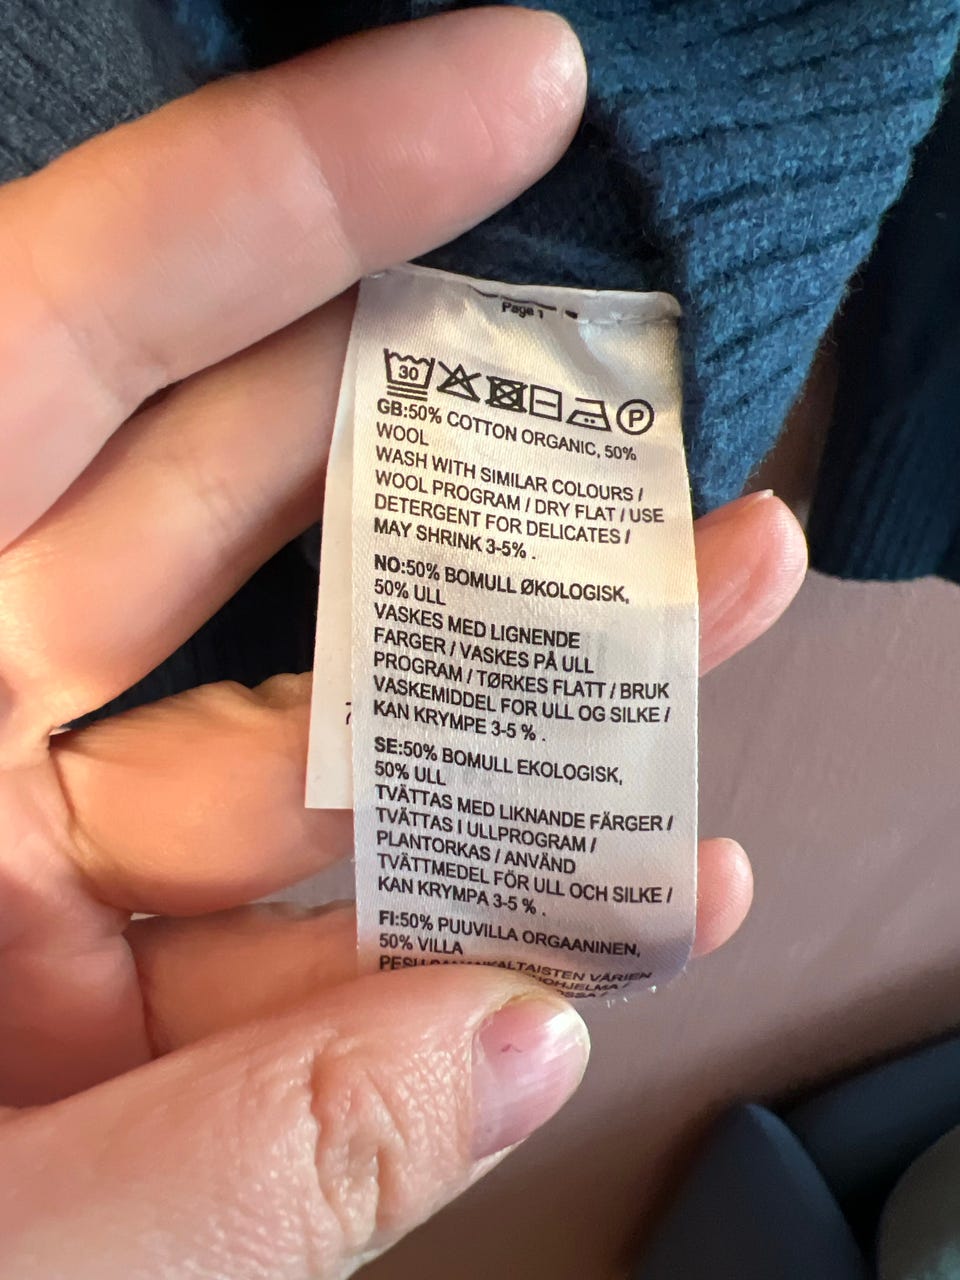 Page 1
30
P
GB:50% COTTON ORGANIC, 50%
WOOL
WASH WITH SIMILAR COLOURS /
WOOL PROGRAM / DRY FLAT / USE
DETERGENT FOR DELICATES /
MAY SHRINK 3-5% .
NO:50% BOMULL ØKOLOGISK,
50% ULL
VASKES MED LIGNENDE
FARGER / VASKES PÅ ULL
PROGRAM / TØRKES FLATT / BRUK
VASKEMIDDEL FOR ULL OG SILKE /
KAN KRYMPE 3-5 % .
SE:50% BOMULL EKOLOGISK,
50% ULL
TVÄTTAS MED LIKNANDE FÄRGER /
TVÄTTAS I ULLPROGRAM /
PLANTORKAS / ANVÄND
TVÄTTMEDEL FÖR ULL OCH SILKE /
KAN KRYMPA 3-5 % .
FI:50% PUUVILLA ORGAANINEN,
50% VILLA
VÄRIEN